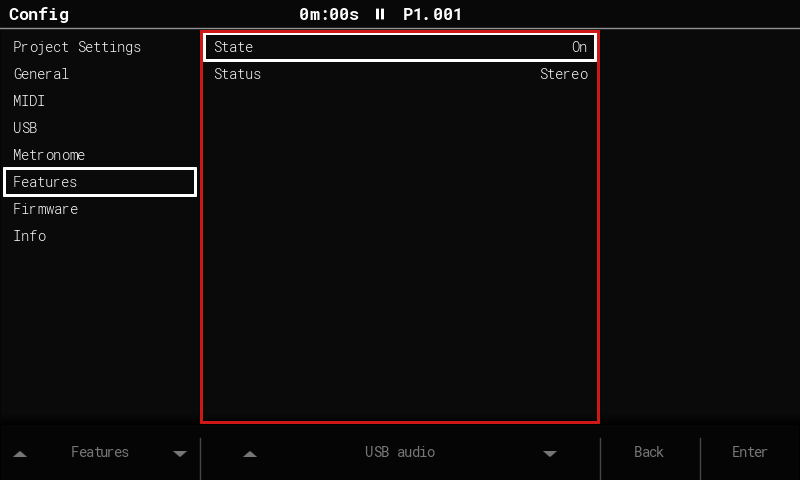 Config 0m:00s P1.001
Project Settings
General
MIDI
USB
Metronome
Features
Firmware
Info
State On
Status Stereo
Features USB audio Back Enter